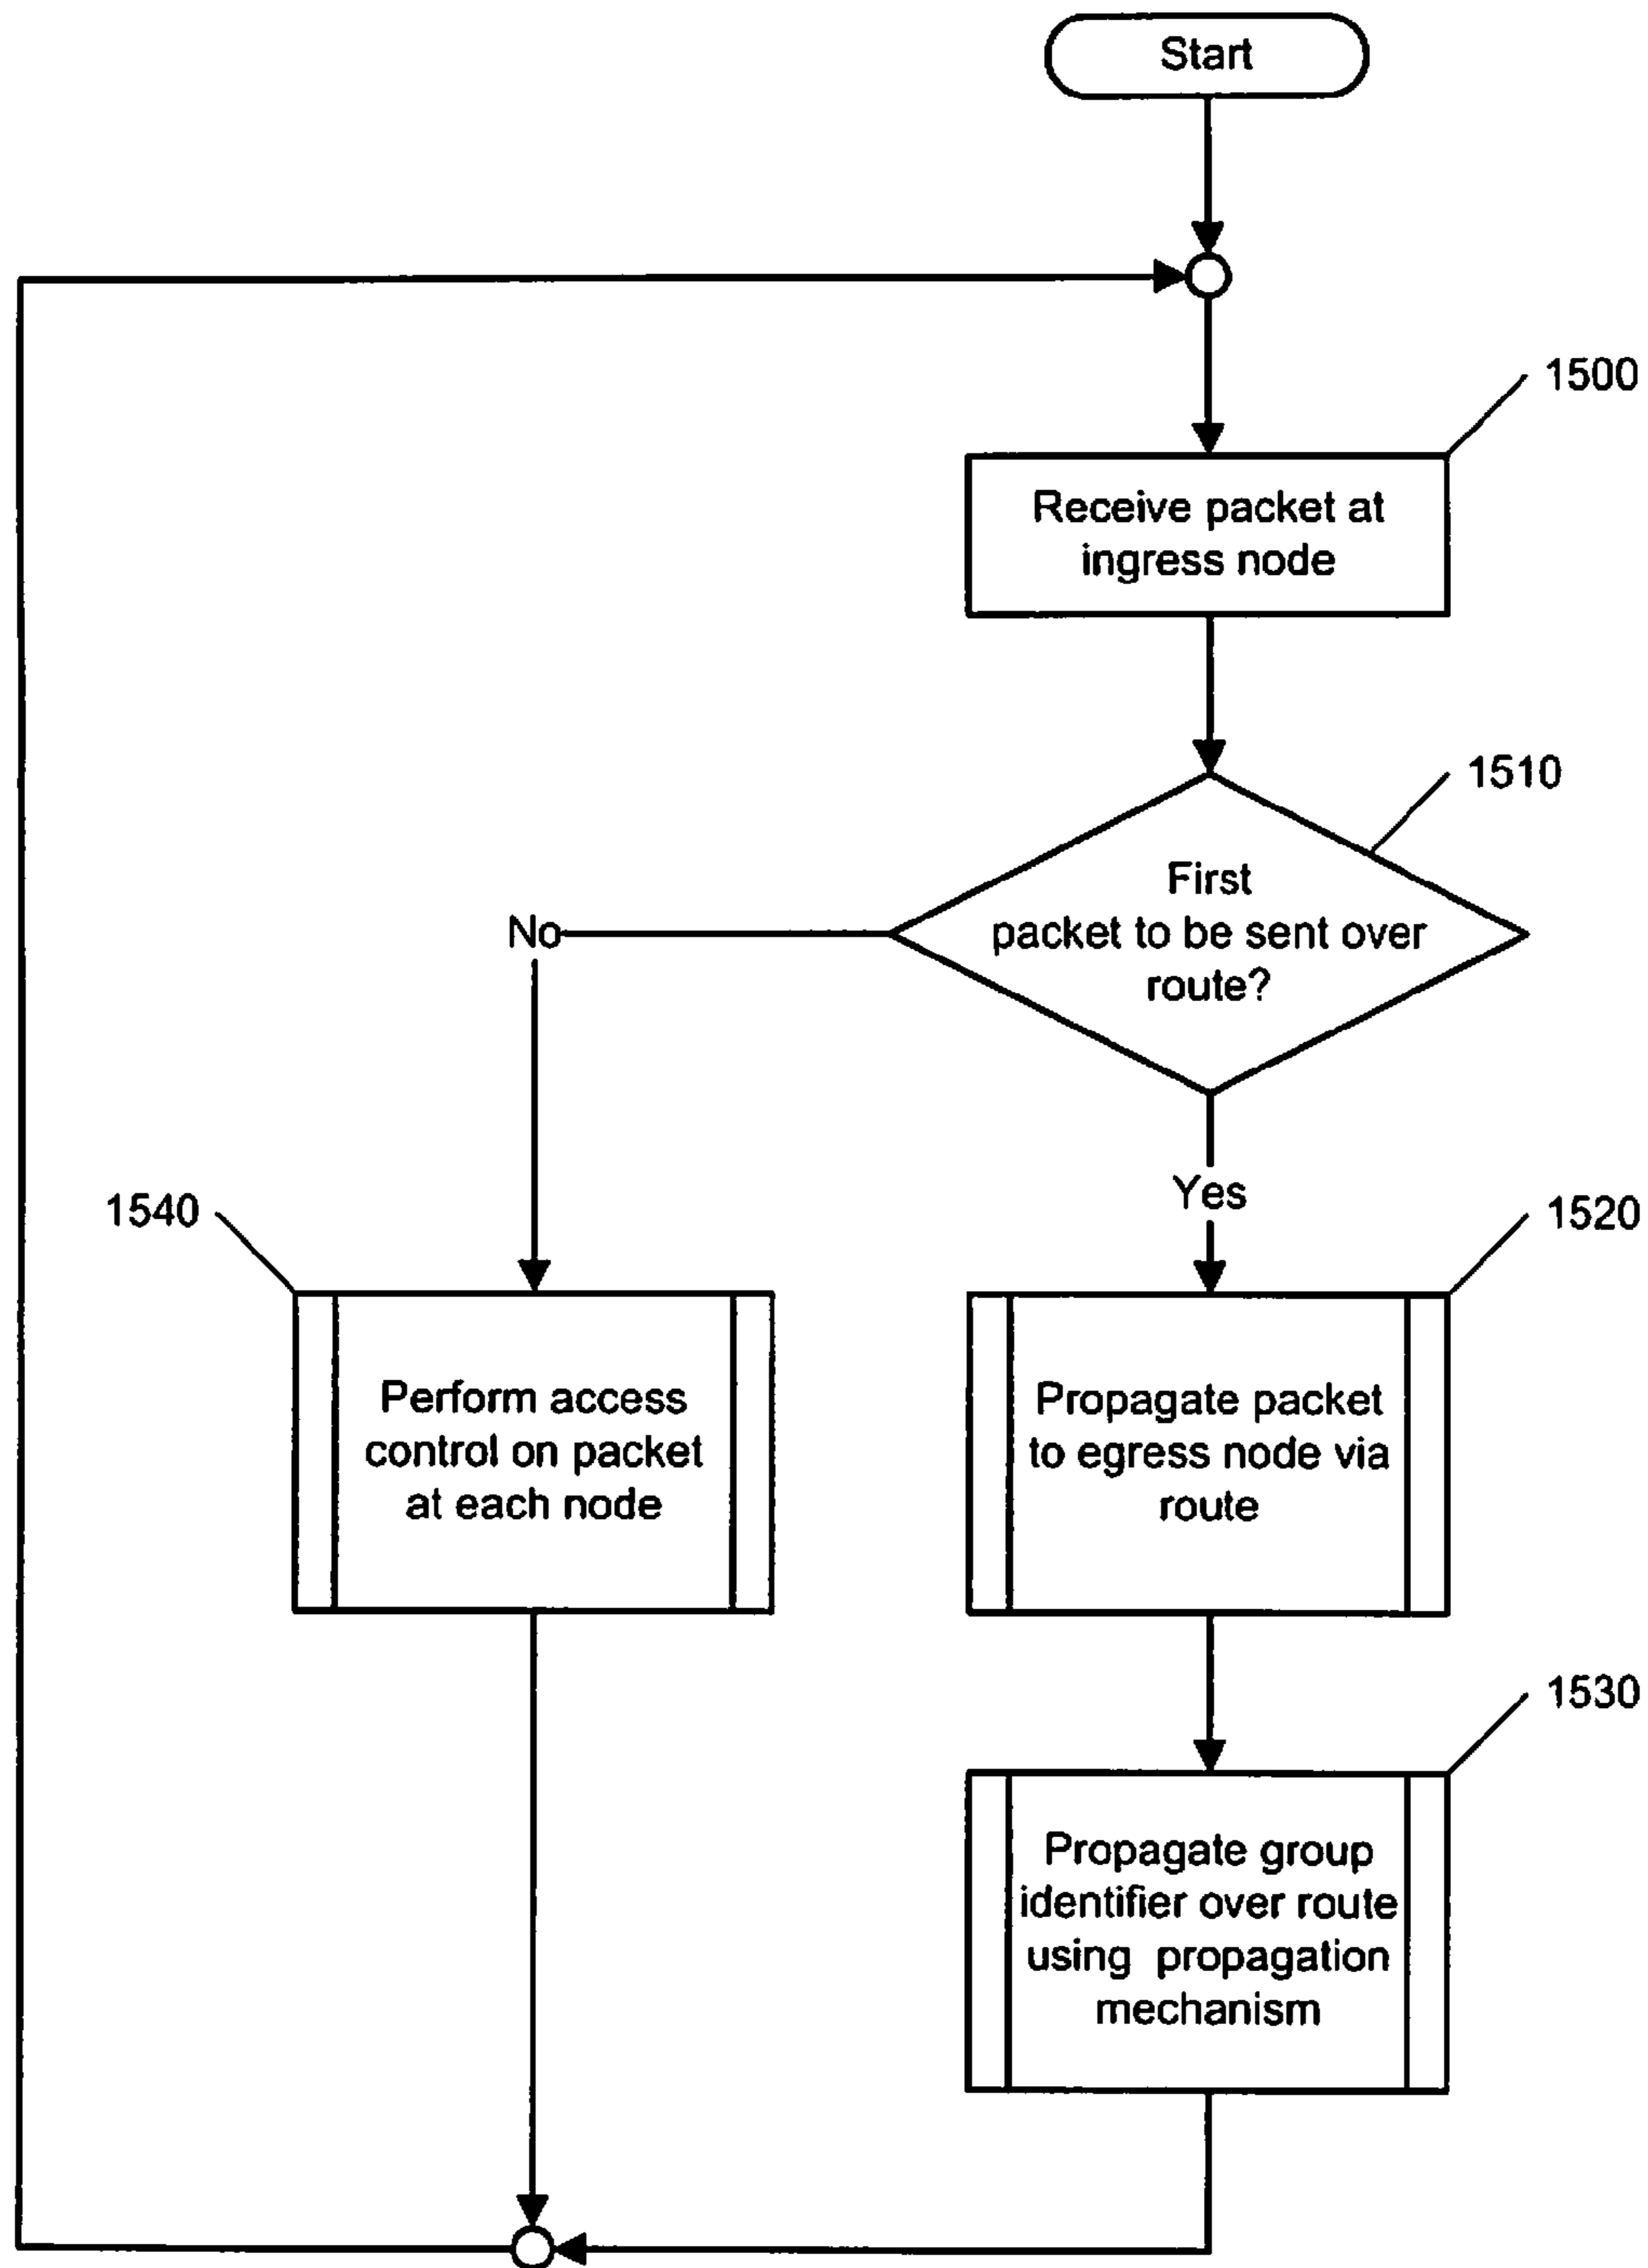 Start
1500
Receive packet at
ingress node
1510
First
packet to be sent over
route?
No
Yes
1540
1520
Perform access
control on packet
at each node
Propagate packet
to egress node via
route
1530
Propagate group
identifier over route
using propagation
mechanism